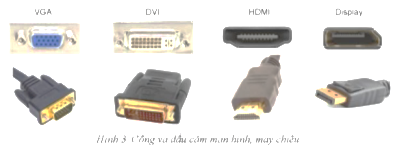 VGA DVI HDMI Display
Hình 3. Cổng và đầu cắm màn hình, máy chiếu